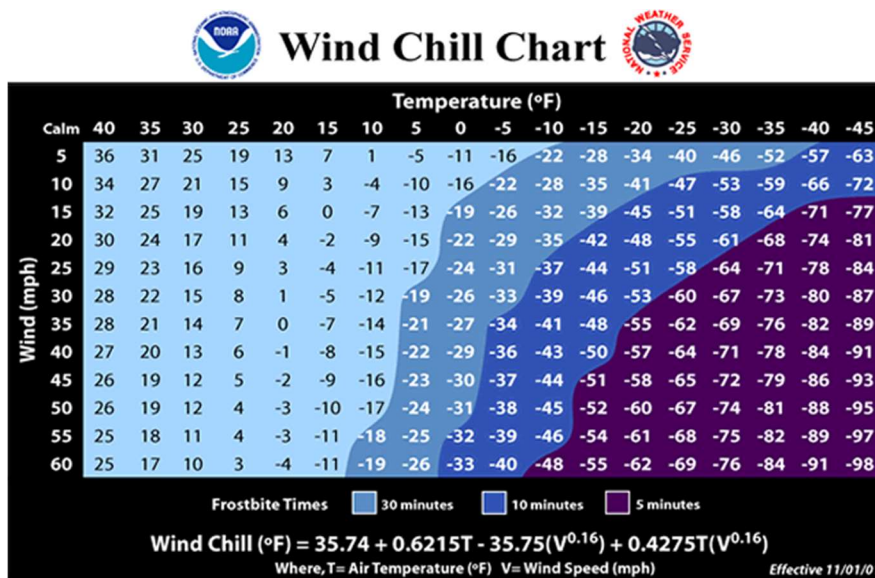 NOAA
Wind Chill Chart
NATIONAL WEATHER SERVICE
Temperature (ºF)
Calm 40 35 30 25 20 15 10 5 0 -5 -10 -15 -20 -25 -30 -35 -40 -45
5 36 31 25 19 13 7 1 -5 -11 -16 -22 -28 -34 -40 -46 -52 -57 -63
10 34 27 21 15 9 3 -4 -10 -16 -22 -28 -35 -41 -47 -53 -59 -66 -72
15 32 25 19 13 6 0 -7 -13 -19 -26 -32 -39 -45 -51 -58 -64 -71 -77
20 30 24 17 11 4 -2 -9 -15 -22 -29 -35 -42 -48 -55 -61 -68 -74 -81
25 29 23 16 9 3 -4 -11 -17 -24 -31 -37 -44 -51 -58 -64 -71 -78 -84
30 28 22 15 8 1 -5 -12 -19 -26 -33 -39 -46 -53 -60 -67 -73 -80 -87
35 28 21 14 7 0 -7 -14 -21 -27 -34 -41 -48 -55 -62 -69 -76 -82 -89
40 27 20 13 6 -1 -8 -15 -22 -29 -36 -43 -50 -57 -64 -71 -78 -84 -91
45 26 19 12 5 -2 -9 -16 -23 -30 -37 -44 -51 -58 -65 -72 -79 -86 -93
50 26 19 12 4 -3 -10 -17 -24 -31 -38 -45 -52 -60 -67 -74 -81 -88 -95
55 25 18 11 4 -3 -11 -18 -25 -32 -39 -46 -54 -61 -68 -75 -82 -89 -97
60 25 17 10 3 -4 -11 -19 -26 -33 -40 -48 -55 -62 -69 -76 -84 -91 -98
Wind (mph)
Frostbite Times 30 minutes 10 minutes 5 minutes
Wind Chill (ºF) = 35.74 + 0.6215T - 35.75(V0.16) + 0.4275T(V0.16)
Where, T= Air Temperature (ºF) V= Wind Speed (mph) Effective 11/01/0